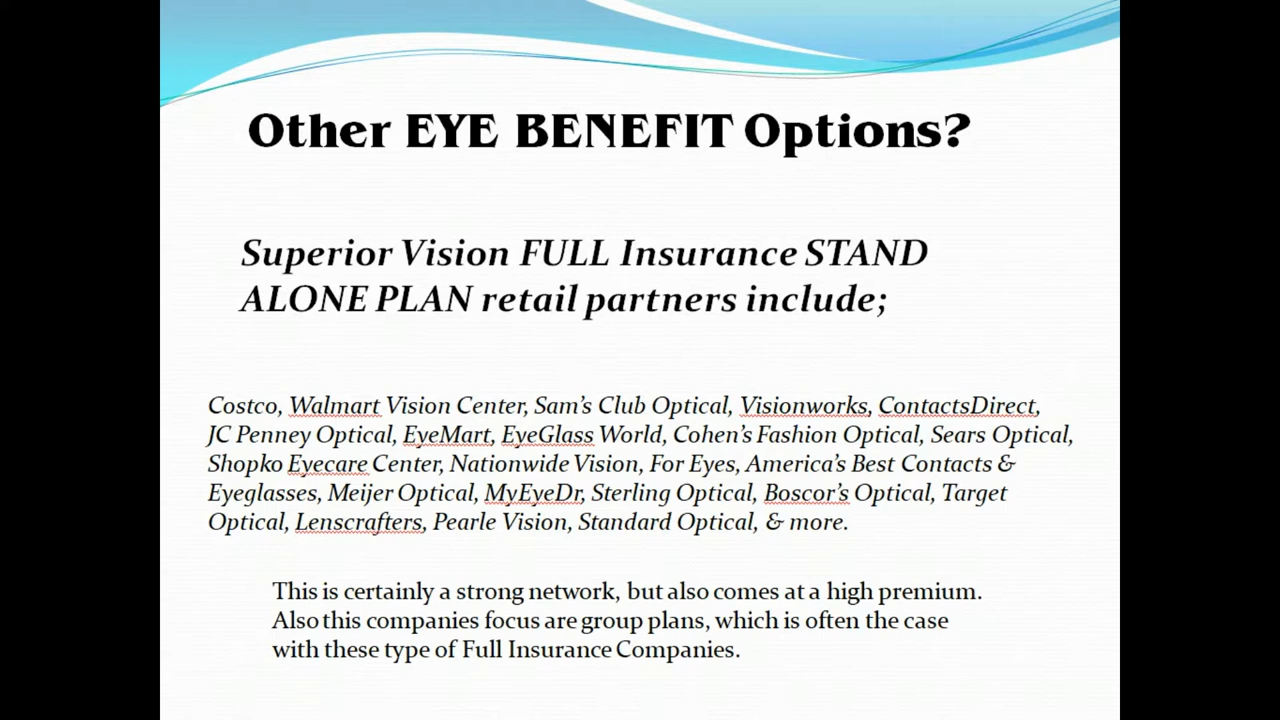 Other EYE BENEFIT Options?
Superior Vision FULL Insurance STAND
ALONE PLAN retail partners include;
Costco, Walmart Vision Center, Sam's Club Optical, Visionworks, ContactsDirect,
JC Penney Optical, EyeMart, EyeGlass World, Cohen's Fashion Optical, Sears Optical,
Shopko Eyecare Center, Nationwide Vision, For Eyes, America's Best Contacts &
Eyeglasses, Meijer Optical, MyEyeDr, Sterling Optical, Boscor's Optical, Target
Optical, Lenscrafters, Pearle Vision, Standard Optical, & more.
This is certainly a strong network, but also comes at a high premium.
Also this companies focus are group plans, which is often the case
with these type of Full Insurance Companies.